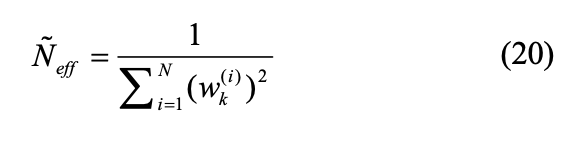 Ñ_eff = 1 / ∑_{i=1}^{N} (w_k^{(i)})^2 (20)